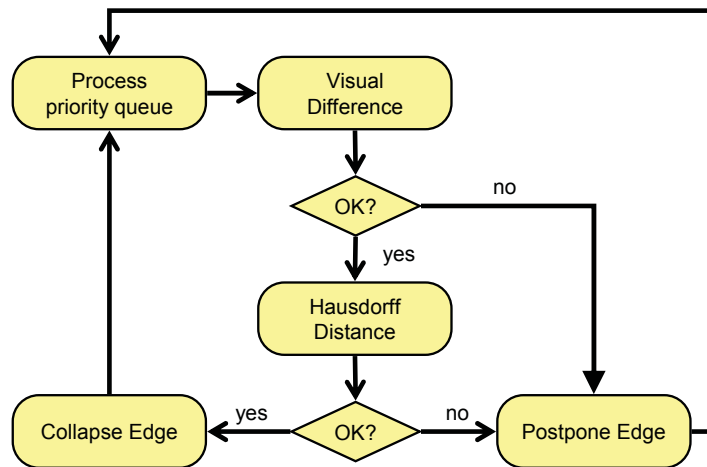 Process
priority queue
Visual
Difference
OK?
no
yes
Hausdorff
Distance
Collapse Edge
yes
OK?
no
Postpone Edge